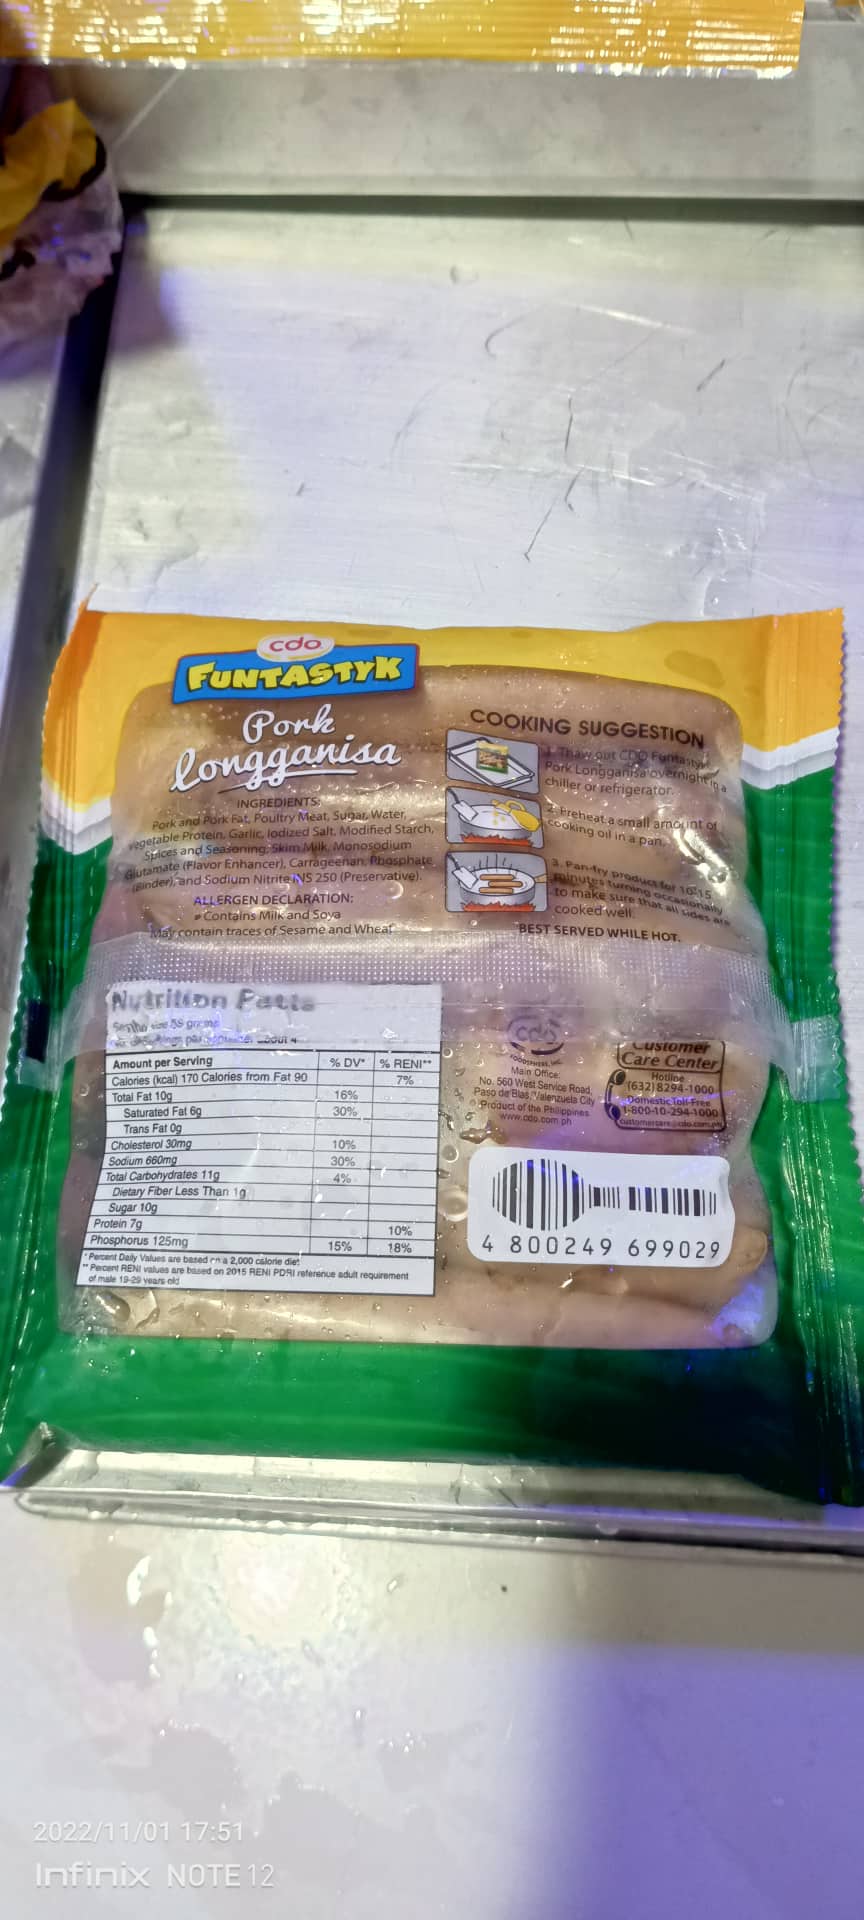 cdo
FUNTASTYK
Pork
Longganisa
INGREDIENTS:
Pork and Pork Fat, Poultry Meat, Sugar, Water,
Vegetable Protein, Garlic, Iodized Salt, Modified Starch,
Spices and Seasoning, Skim Milk, Monosodium
Glutamate (Flavor Enhancer), Carrageenan, Phosphate
(Binder), and Sodium Nitrite INS 250 (Preservative).
ALLERGEN DECLARATION:
Contains Milk and Soya
May contain traces of Sesame and Wheat
COOKING SUGGESTION
1. Thaw out CDO Funtastyk
Pork Longganisa overnight in a
chiller or refrigerator.
2. Preheat a small amount of
cooking oil in a pan.
3. Pan-fry product for 10-15
minutes turning occasionally
to make sure that all sides are
cooked well.
BEST SERVED WHILE HOT.
Nutrition Facts
grams
Amount per Serving % DV* % RENI**
Calories (kcal) 170 Calories from Fat 90 7%
Total Fat 10g 16%
Saturated Fat 6g 30%
Trans Fat 0g
Cholesterol 30mg 10%
Sodium 660mg 30%
Total Carbohydrates 11g 4%
Dietary Fiber Less Than 1g
Sugar 10g
Protein 7g 10%
Phosphorus 125mg 15% 18%
* Percent Daily Values are based on a 2,000 calorie diet
** Percent RENI values are based on 2015 RENI PDRI reference adult requirement
of male 19-29 years old
cdo
FOODSPHERE, INC.
Main Office:
No. 560 West Service Road,
Paso de Blas, Valenzuela City
Product of the Philippines
www.cdo.com.ph
Customer
Care Center
Hotline
(632) 8294-1000
Domestic Toll Free
1-800-10-294-1000
customercare@cdo.com.ph
4 800249 699029
2022/11/01 17:51
Infinix NOTE 12